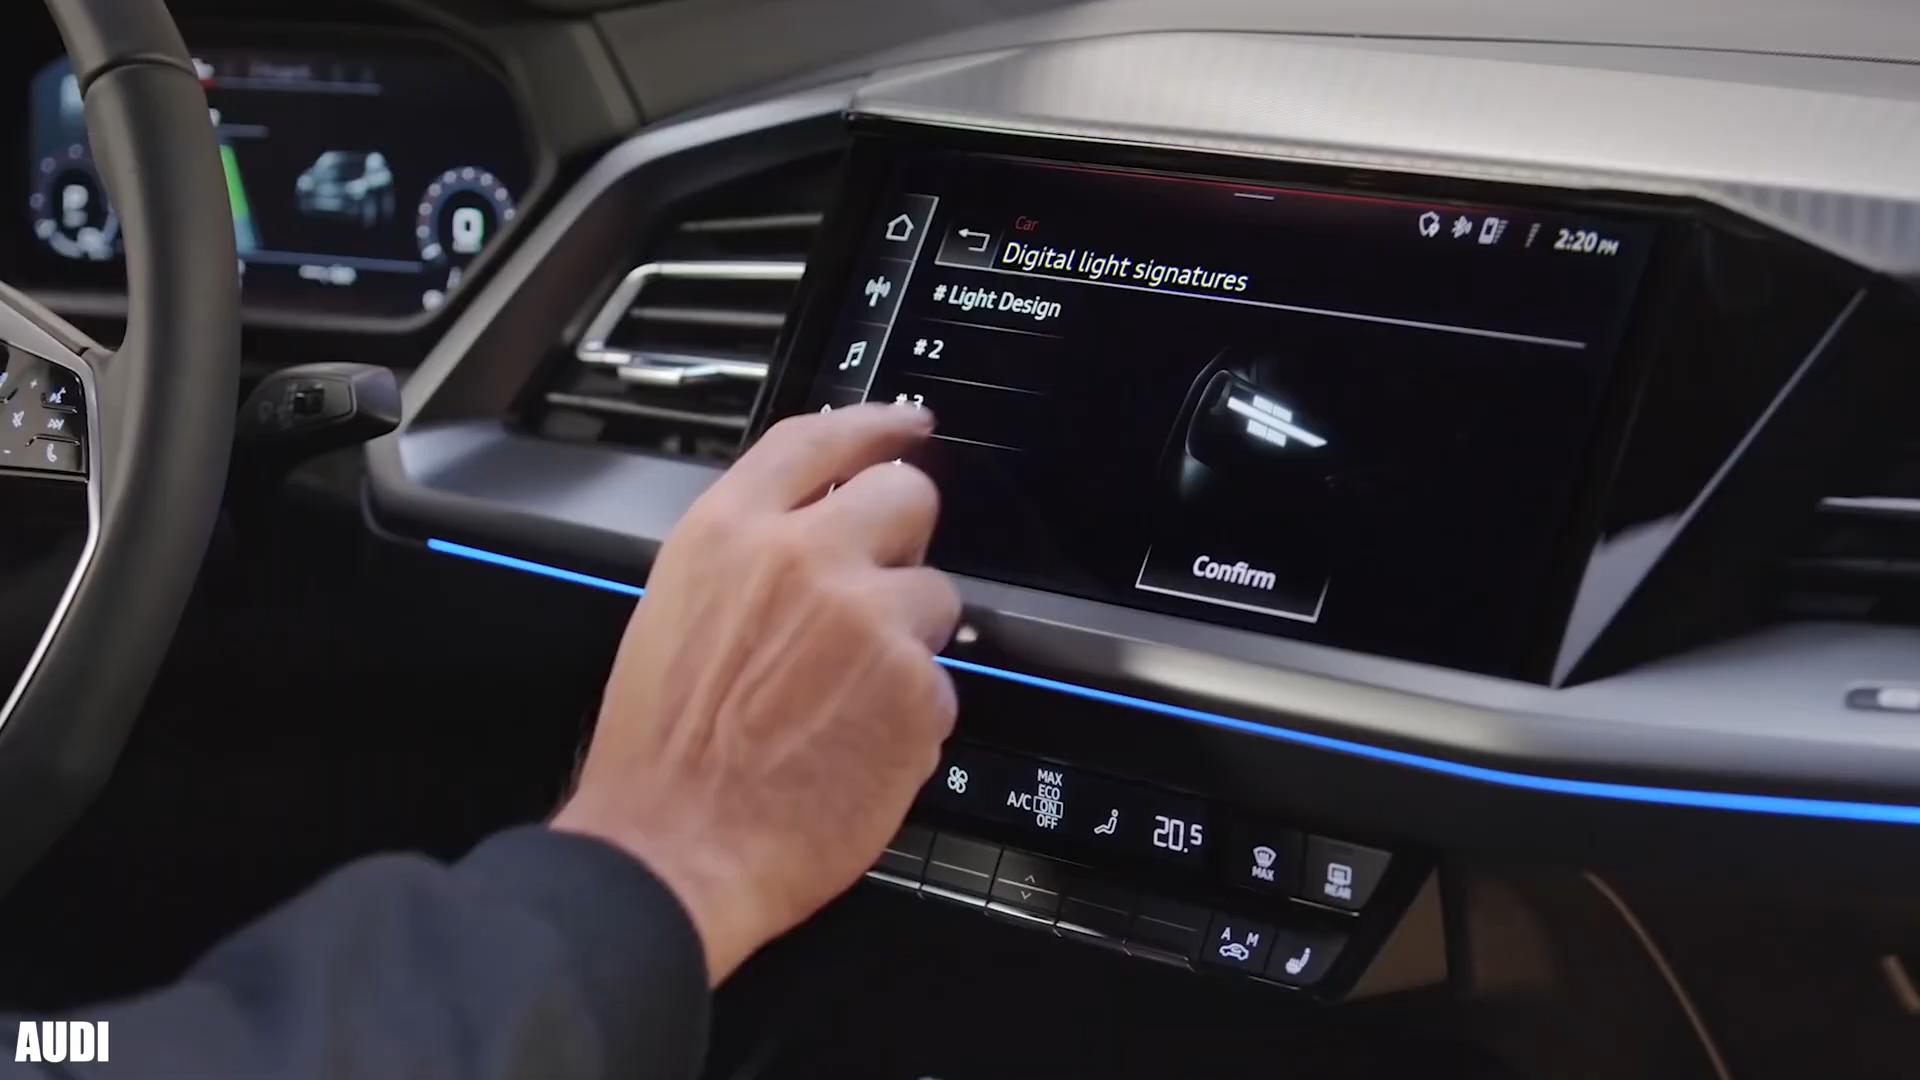 Car
Digital light signatures
2:20 PM
# Light Design
# 2
# 3
Confirm
MAX
ECO
A/C ON
OFF
20.5
MAX
REAR
A M
AUDI